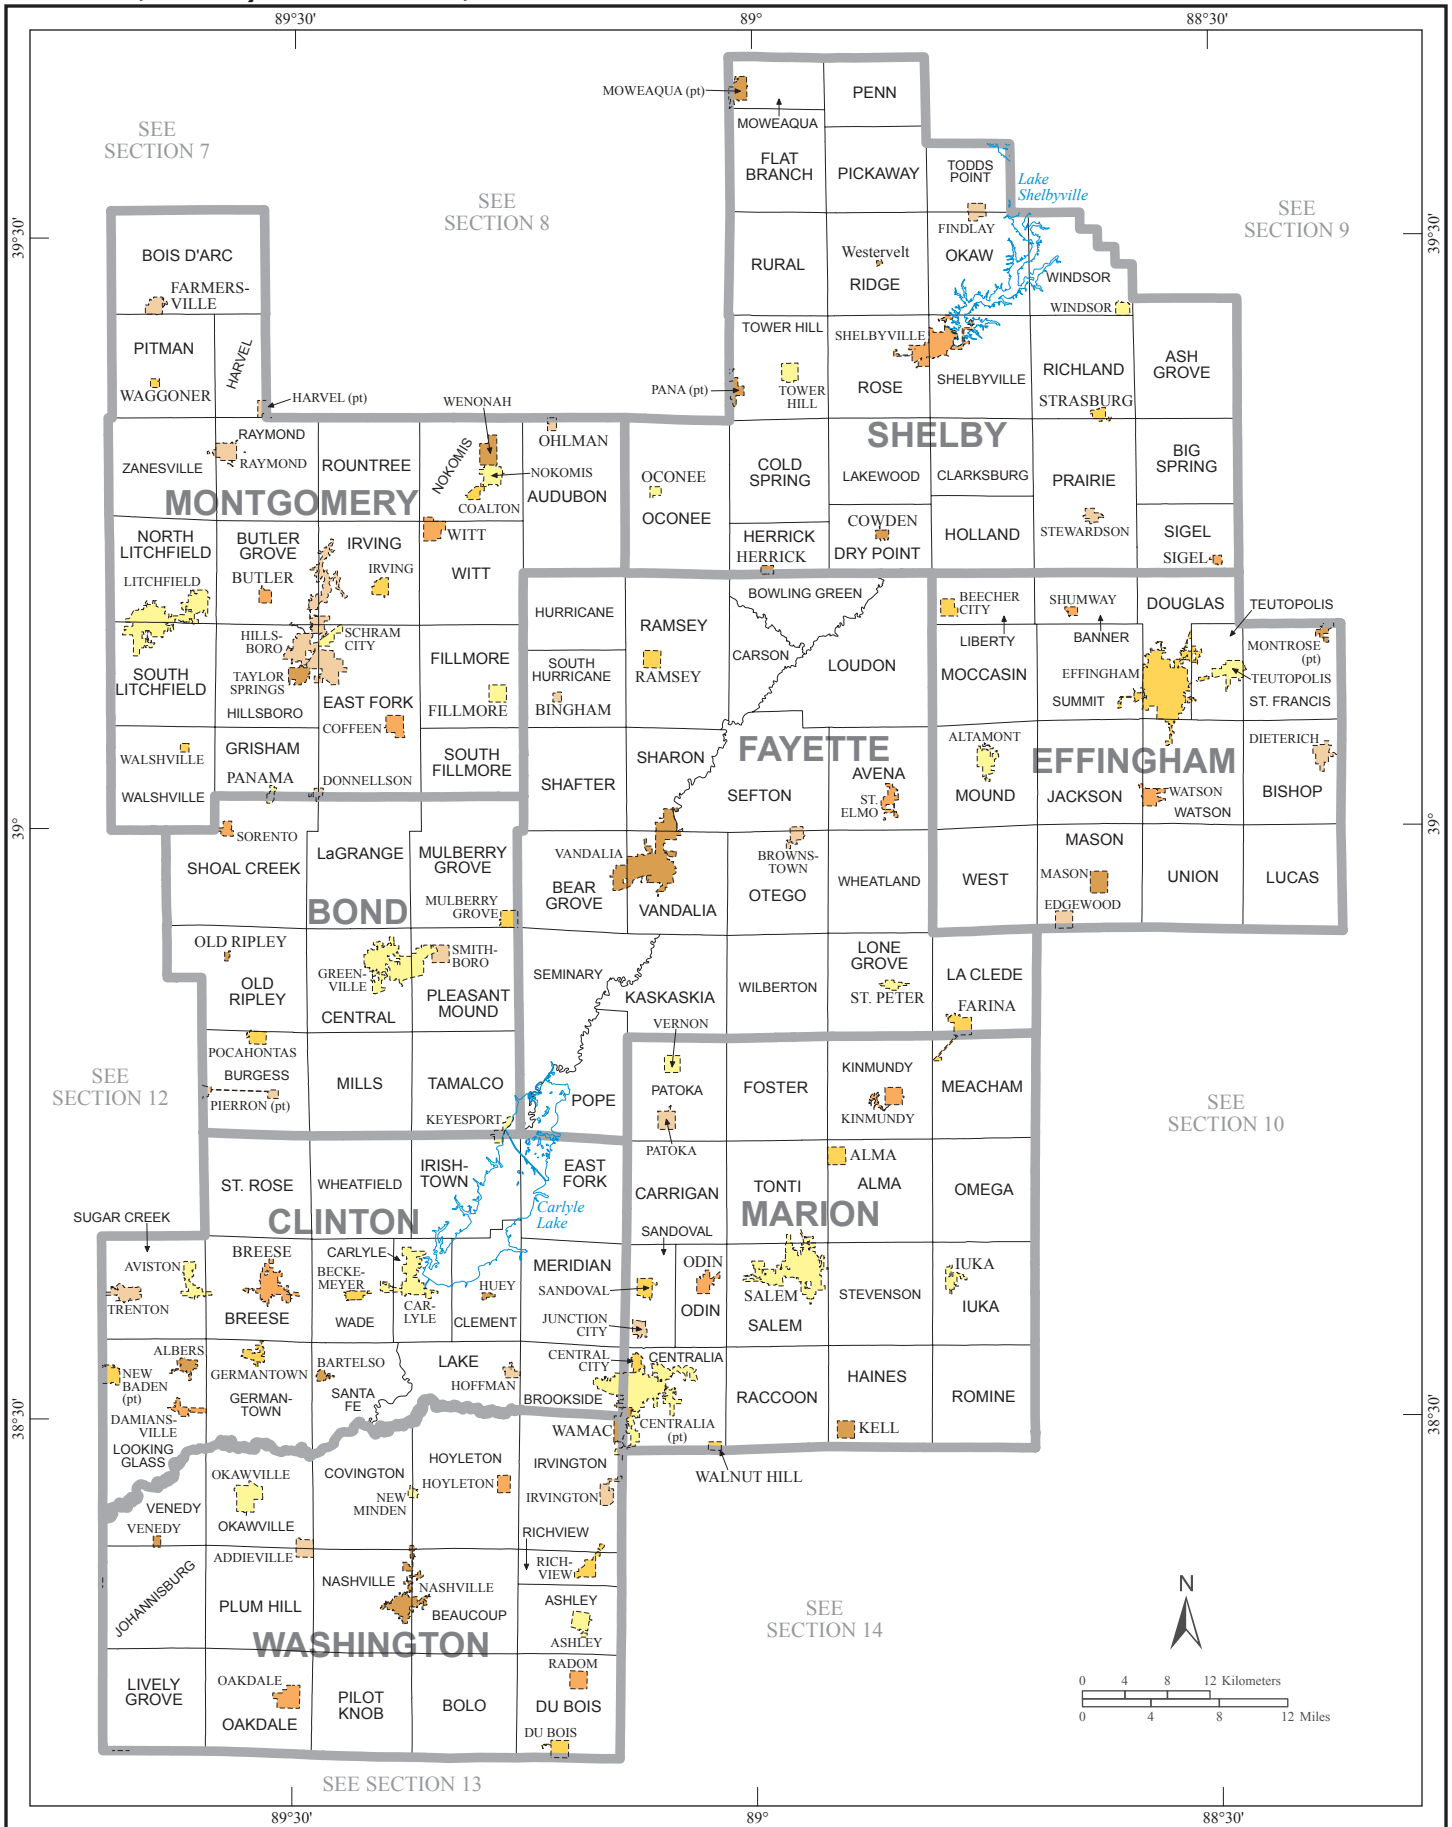 89°30'
89°
88°30'
MOWEAQUA (pt)
PENN
MOWEAQUA
SEE
SECTION 7
FLAT
BRANCH
PICKAWAY
TODDS
POINT
Lake
Shelbyville
SEE
SECTION 8
SEE
SECTION 9
FINDLAY
39°30'
39°30'
BOIS D'ARC
Westervelt
OKAW
RURAL
RIDGE
WINDSOR
FARMERS-
VILLE
WINDSOR
TOWER HILL
SHELBYVILLE
PITMAN
HARVEL
ASH
GROVE
RICHLAND
WAGGONER
PANA (pt)
TOWER
HILL
ROSE
SHELBYVILLE
HARVEL (pt)
WENONAH
STRASBURG
RAYMOND
OHLMAN
SHELBY
ZANESVILLE
RAYMOND
ROUNTREE
NOKOMIS
NOKOMIS
BIG
SPRING
COLD
SPRING
OCONEE
LAKEWOOD
CLARKSBURG
PRAIRIE
MONTGOMERY
COALTON
AUDUBON
OCONEE
COWDEN
STEWARDSON
NORTH
LITCHFIELD
BUTLER
GROVE
IRVING
WITT
HERRICK
HERRICK
DRY POINT
HOLLAND
SIGEL
SIGEL
LITCHFIELD
BUTLER
IRVING
WITT
HURRICANE
BOWLING GREEN
BEECHER
CITY
SHUMWAY
DOUGLAS
TEUTOPOLIS
RAMSEY
LIBERTY
BANNER
HILLS-
BORO
SCHRAM
CITY
SOUTH
HURRICANE
CARSON
LOUDON
MONTROSE
(pt)
SOUTH
LITCHFIELD
TAYLOR
SPRINGS
FILLMORE
RAMSEY
MOCCASIN
EFFINGHAM
TEUTOPOLIS
EAST FORK
FILLMORE
BINGHAM
SUMMIT
ST. FRANCIS
HILLSBORO
COFFEEN
WALSHVILLE
GRISHAM
SOUTH
FILLMORE
SHARON
FAYETTE
ALTAMONT
EFFINGHAM
DIETERICH
PANAMA
DONNELLSON
SHAFTER
AVENA
WALSHVILLE
SEFTON
ST.
ELMO
MOUND
JACKSON
WATSON
WATSON
BISHOP
39°
39°
SORENTO
MASON
LaGRANGE
MULBERRY
GROVE
VANDALIA
BROWNS-
TOWN
SHOAL CREEK
BEAR
GROVE
WHEATLAND
WEST
MASON
UNION
LUCAS
OTEGO
BOND
MULBERRY
GROVE
VANDALIA
EDGEWOOD
OLD RIPLEY
SMITH-
BORO
LONE
GROVE
GREEN-
VILLE
SEMINARY
LA CLEDE
OLD
RIPLEY
PLEASANT
MOUND
KASKASKIA
WILBERTON
ST. PETER
CENTRAL
VERNON
FARINA
POCAHONTAS
SEE
SECTION 12
BURGESS
MILLS
TAMALCO
PATOKA
FOSTER
KINMUNDY
MEACHAM
PIERRON (pt)
POPE
KEYESPORT
KINMUNDY
SEE
SECTION 10
PATOKA
ALMA
IRISH-
TOWN
EAST
FORK
ST. ROSE
WHEATFIELD
CARRIGAN
TONTI
ALMA
OMEGA
SUGAR CREEK
CLINTON
Carlyle
Lake
MARION
SANDOVAL
BREESE
CARLYLE
AVISTON
BECKE-
MEYER
MERIDIAN
ODIN
IUKA
HUEY
SANDOVAL
SALEM
STEVENSON
TRENTON
BREESE
WADE
CAR-
LYLE
CLEMENT
ODIN
IUKA
JUNCTION
CITY
SALEM
ALBERS
BARTELSO
LAKE
CENTRAL
CITY
CENTRALIA
NEW
BADEN
(pt)
GERMANTOWN
HOFFMAN
HAINES
GERMAN-
TOWN
SANTA
FE
BROOKSIDE
RACCOON
ROMINE
DAMIANS-
VILLE
WAMAC
CENTRALIA
(pt)
KELL
38°30'
38°30'
LOOKING
GLASS
HOYLETON
OKAWVILLE
COVINGTON
IRVINGTON
WALNUT HILL
HOYLETON
NEW
MINDEN
IRVINGTON
VENEDY
OKAWVILLE
VENEDY
RICHVIEW
ADDIEVILLE
RICH-
VIEW
JOHANNISBURG
NASHVILLE
NASHVILLE
ASHLEY
PLUM HILL
BEAUCOUP
SEE
SECTION 14
N
WASHINGTON
ASHLEY
RADOM
LIVELY
GROVE
OAKDALE
PILOT
KNOB
BOLO
DU BOIS
OAKDALE
DU BOIS
0 4 8 12 Kilometers
0 4 8 12 Miles
SEE SECTION 13
89°30'
89°
88°30'